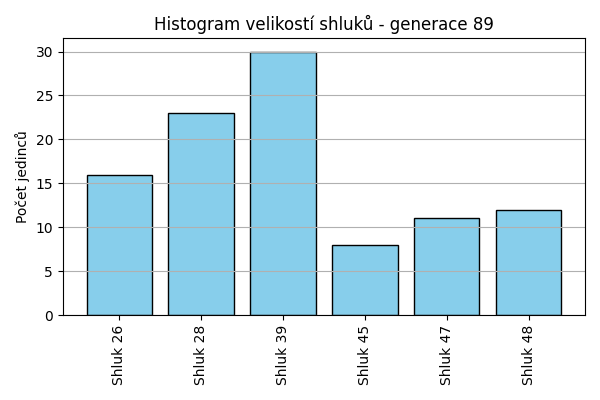 Histogram velikostí shluků - generace 89
Počet jedinců
30
25
20
15
10
5
0
Shluk 26
Shluk 28
Shluk 39
Shluk 45
Shluk 47
Shluk 48